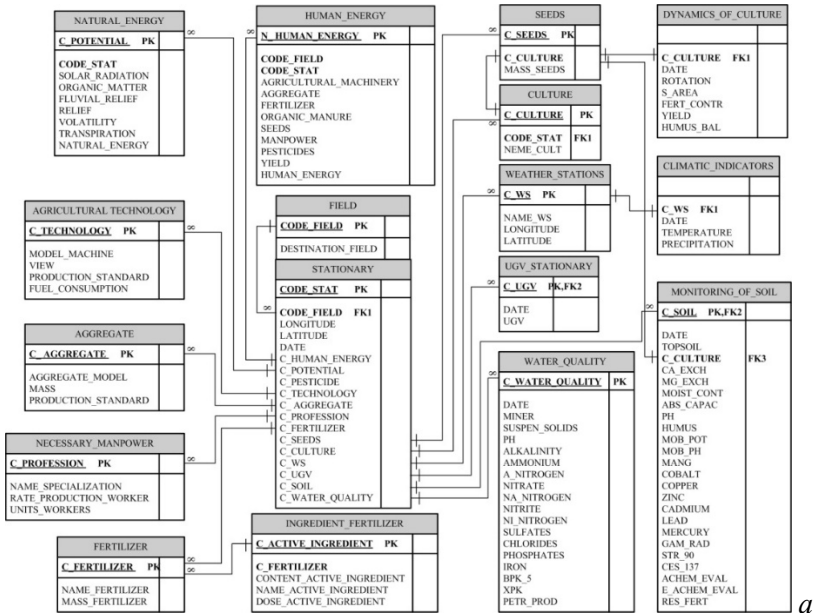 NATURAL_ENERGY
C_POTENTIAL PK
CODE_STAT
SOLAR_RADIATION
ORGANIC_MATTER
FLUVIAL_RELIEF
RELIEF
VOLATILITY
TRANSPIRATION
NATURAL_ENERGY
AGRICULTURAL TECHNOLOGY
C_TECHNOLOGY PK
MODEL_MACHINE
VIEW
PRODUCTION_STANDARD
FUEL_CONSUMPTION
AGGREGATE
C_ AGGREGATE PK
AGGREGATE_MODEL
MASS
PRODUCTION_STANDARD
NECESSARY_MANPOWER
C_PROFESSION PK
NAME_SPECIALIZATION
RATE_PRODUCTION_WORKER
UNITS_WORKERS
FERTILIZER
C_FERTILIZER PK
NAME_FERTILIZER
MASS_FERTILIZER
HUMAN_ENERGY
N_HUMAN_ENERGY PK
CODE_FIELD
CODE_STAT
AGRICULTURAL_MACHINERY
AGGREGATE
FERTILIZER
ORGANIC_MANURE
SEEDS
MANPOWER
PESTICIDES
YIELD
HUMAN_ENERGY
FIELD
CODE_FIELD PK
DESTINATION_FIELD
STATIONARY
CODE_STAT PK
CODE_FIELD FK1
LONGITUDE
LATITUDE
DATE
C_HUMAN_ENERGY
C_POTENTIAL
C_PESTICIDE
C_TECHNOLOGY
C_ AGGREGATE
C_PROFESSION
C_FERTILIZER
C_SEEDS
C_CULTURE
C_WS
C_UGV
C_SOIL
C_WATER_QUALITY
INGREDIENT_FERTILIZER
C_ACTIVE_INGREDIENT PK
C_FERTILIZER
CONTENT_ACTIVE_INGREDIENT
NAME_ACTIVE_INGREDIENT
DOSE_ACTIVE_INGREDIENT
SEEDS
C_SEEDS PK
C_CULTURE
MASS_SEEDS
CULTURE
C_CULTURE PK
CODE_STAT FK1
NEME_CULT
WEATHER_STATIONS
C_WS PK
NAME_WS
LONGITUDE
LATITUDE
UGV_STATIONARY
C_UGV PK,FK2
DATE
UGV
WATER_QUALITY
C_WATER_QUALITY PK
DATE
MINER
SUSPEN_SOLIDS
PH
ALKALINITY
AMMONIUM
A_NITROGEN
NITRATE
NA_NITROGEN
NITRITE
NI_NITROGEN
SULFATES
CHLORIDES
PHOSPHATES
IRON
BPK_5
XPK
PETR_PROD
DYNAMICS_OF_CULTURE
C_CULTURE FK1
DATE
ROTATION
S_AREA
FERT_CONTR
YIELD
HUMUS_BAL
CLIMATIC_INDICATORS
C_WS FK1
DATE
TEMPERATURE
PRECIPITATION
MONITORING_OF_SOIL
C_SOIL PK,FK2
DATE
TOPSOIL
C_CULTURE FK3
CA_EXCH
MG_EXCH
MOIST_CONT
ABS_CAPAC
PH
HUMUS
MOB_POT
MOB_PH
MANG
COBALT
COPPER
ZINC
CADMIUM
LEAD
MERCURY
GAM_RAD
STR_90
CES_137
ACHEM_EVAL
E_ACHEM_EVAL
RES_FERT
a